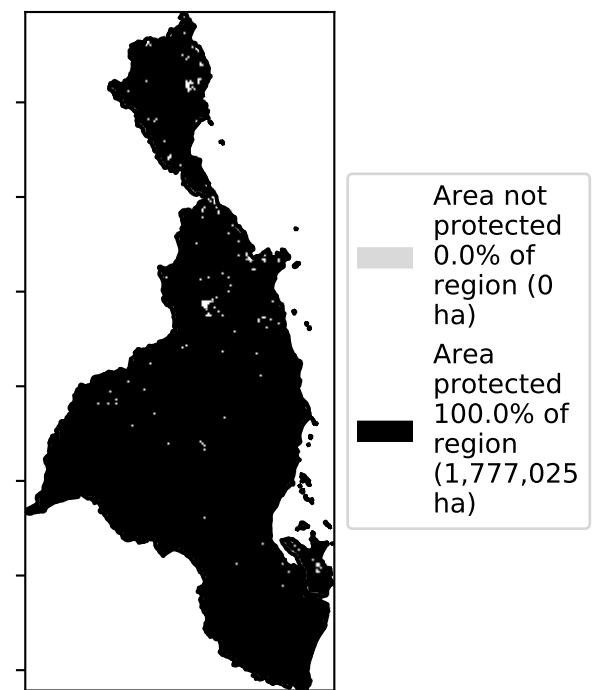 Area not
protected
0.0% of
region (0
ha)
Area
protected
100.0% of
region
(1,777,025
ha)